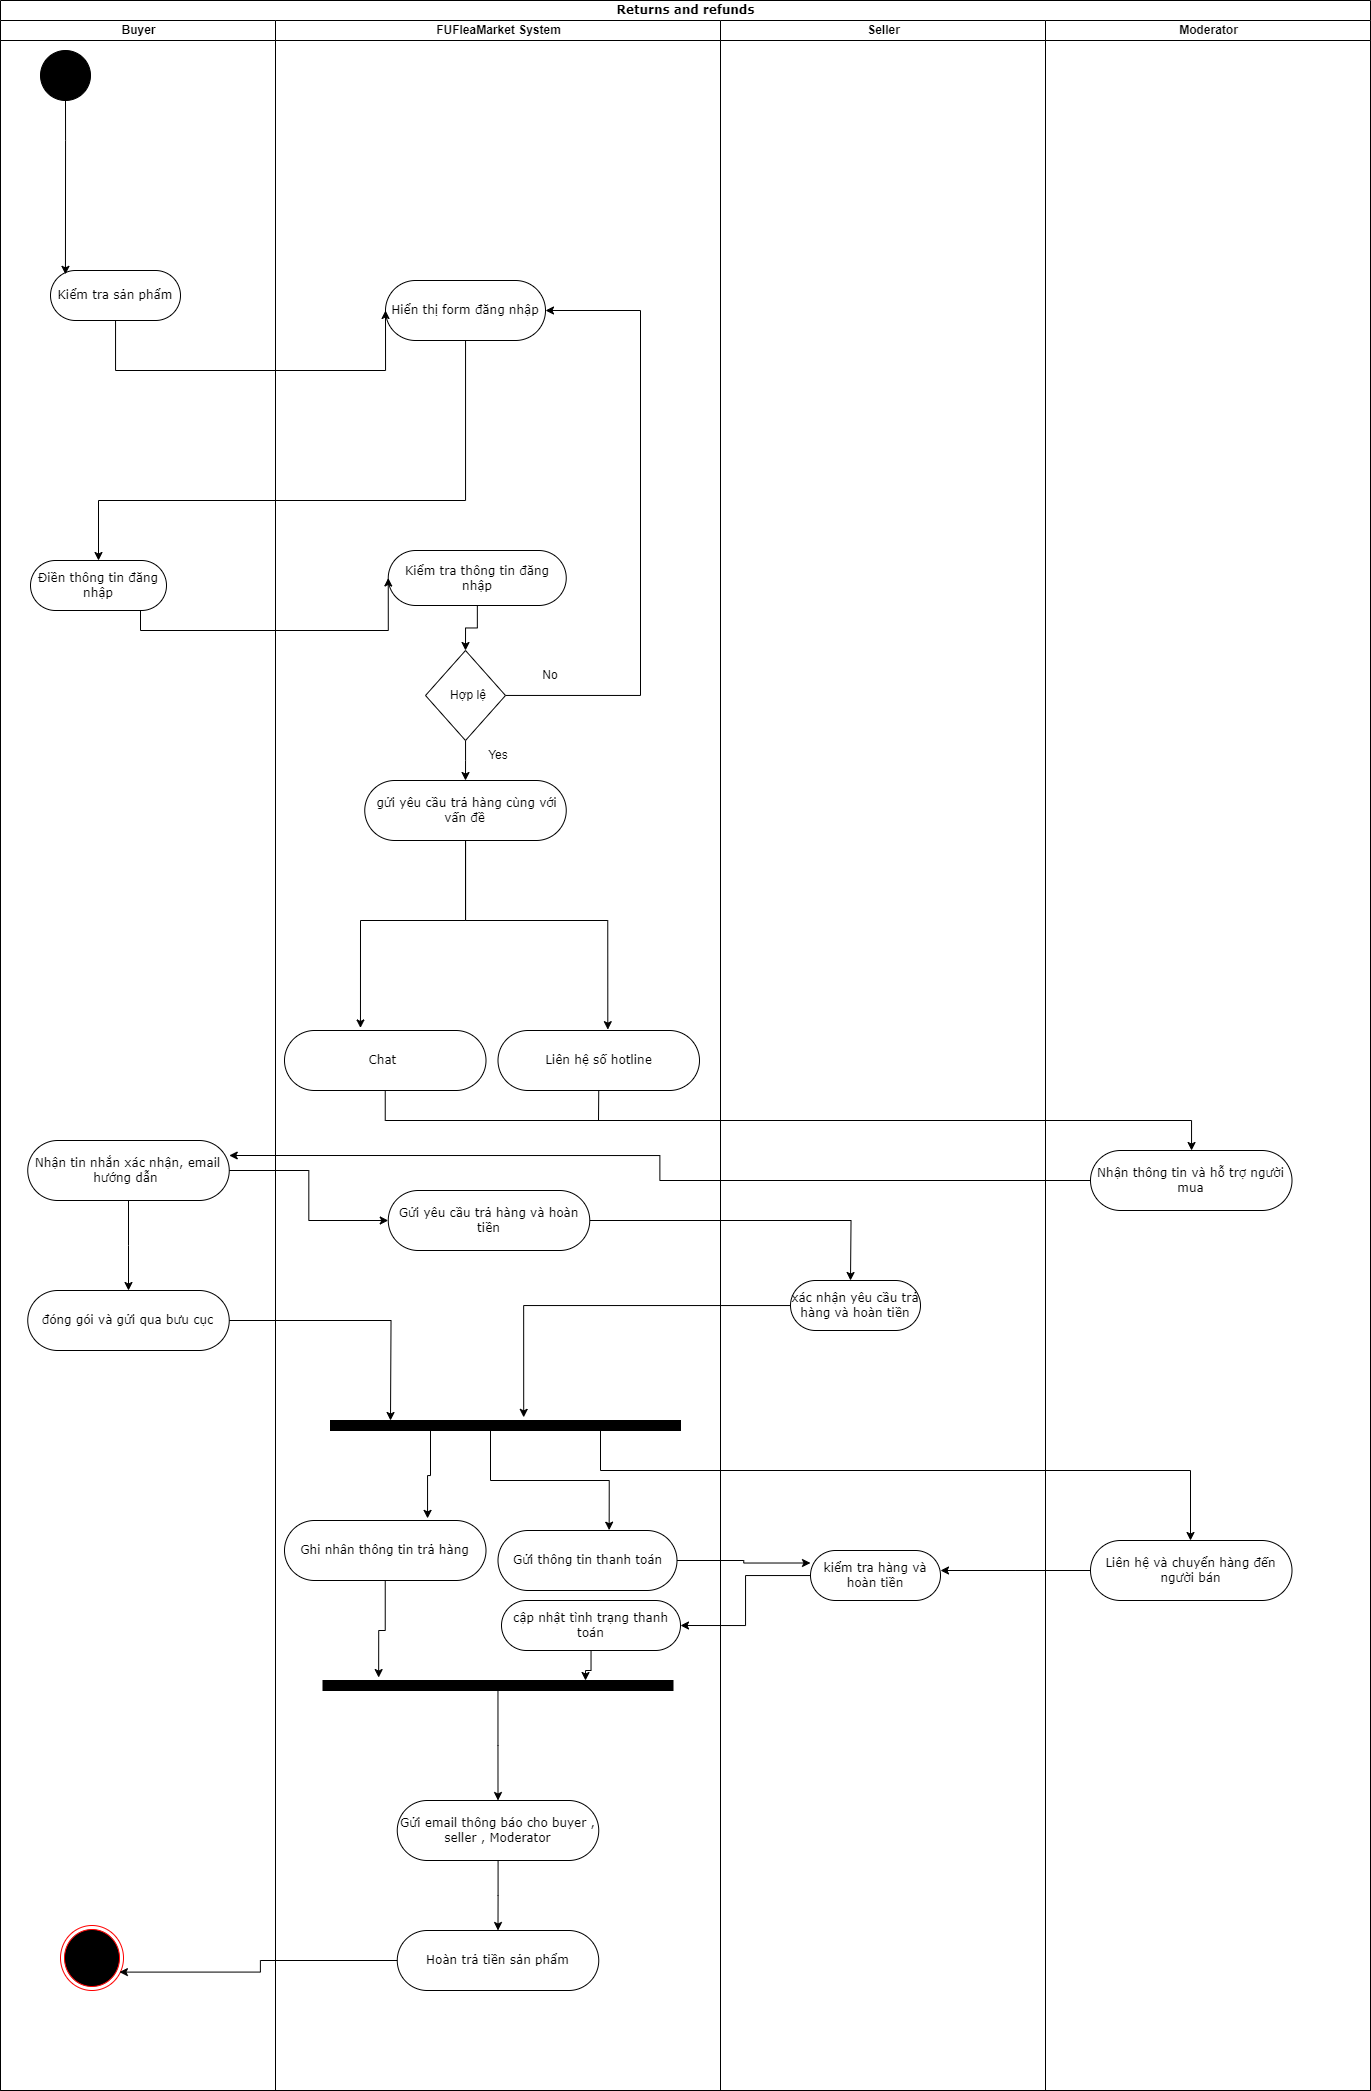 Returns and refunds
Buyer
FUFleaMarket System
Seller
Moderator
Kiểm tra sản phẩm
Hiển thị form đăng nhập
Điền thông tin đăng
nhập
Kiểm tra thông tin đăng
nhập
Hợp lệ
No
Yes
gửi yêu cầu trả hàng cùng với
vấn đề
Chat
Liên hệ số hotline
Nhận tin nhắn xác nhận, email
hướng dẫn
Nhận thông tin và hỗ trợ người
mua
Gửi yêu cầu trả hàng và hoàn
tiền
xác nhận yêu cầu trả
hàng và hoàn tiền
đóng gói và gửi qua bưu cục
Ghi nhân thông tin trả hàng
Gửi thông tin thanh toán
kiểm tra hàng và
hoàn tiền
Liên hệ và chuyển hàng đến
người bán
cập nhật tình trạng thanh
toán
Gửi email thông báo cho buyer ,
seller , Moderator
Hoàn trả tiền sản phẩm